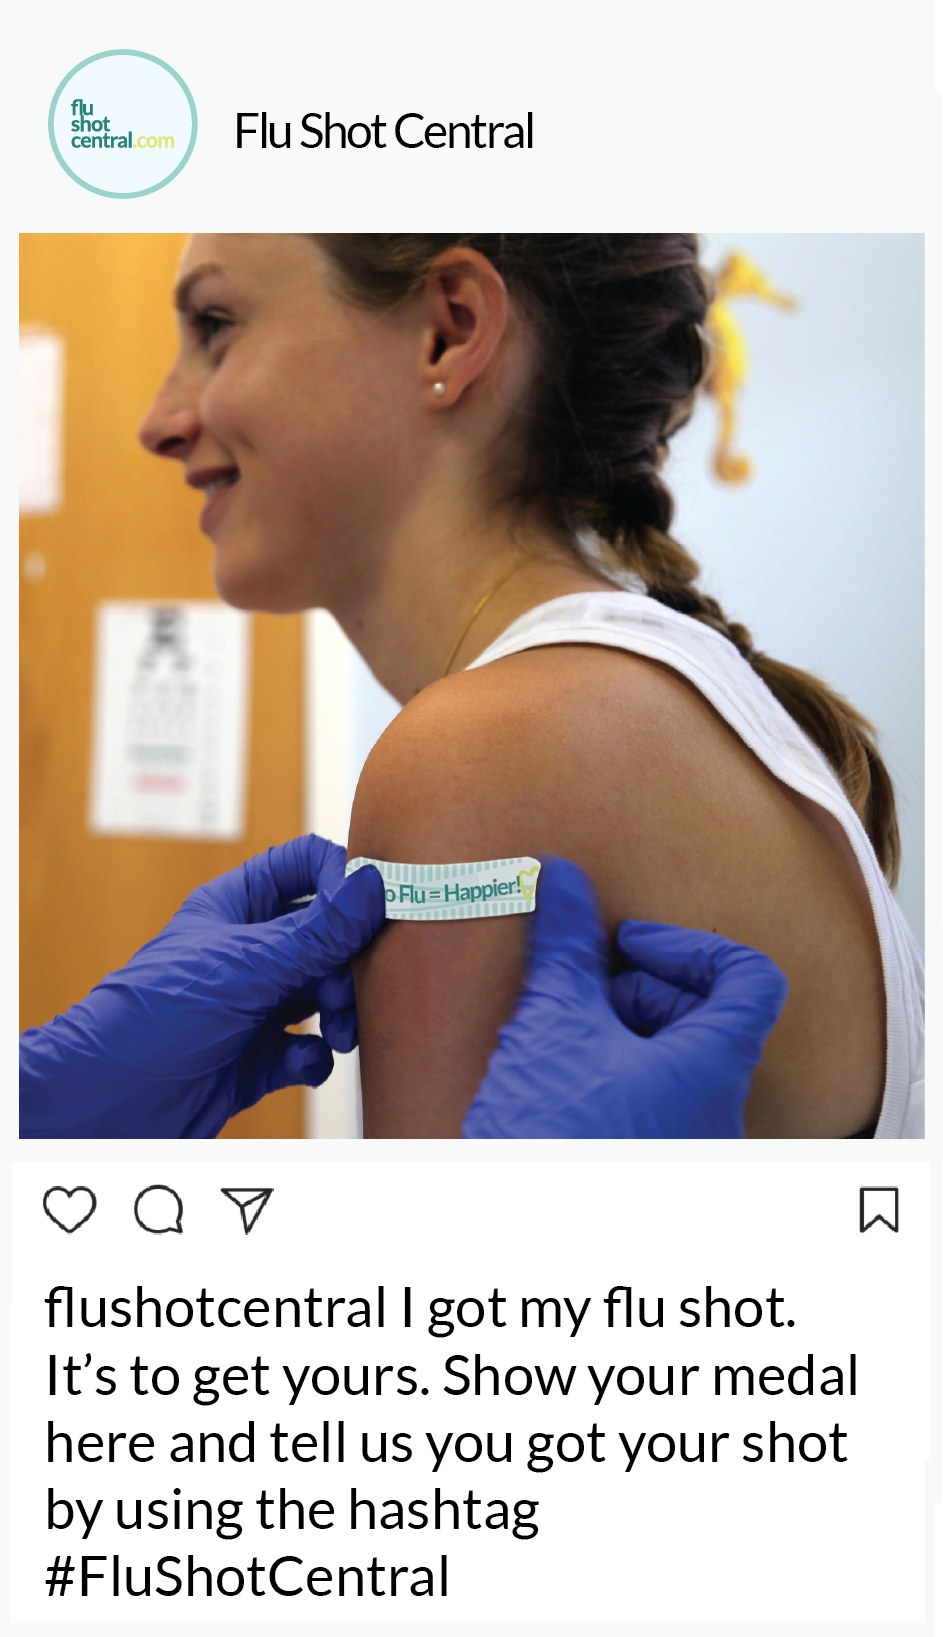 flu
shot
central.com
Flu Shot Central
o Flu = Happier!
flushotcentral I got my flu shot.
It’s to get yours. Show your medal
here and tell us you got your shot
by using the hashtag
#FluShotCentral